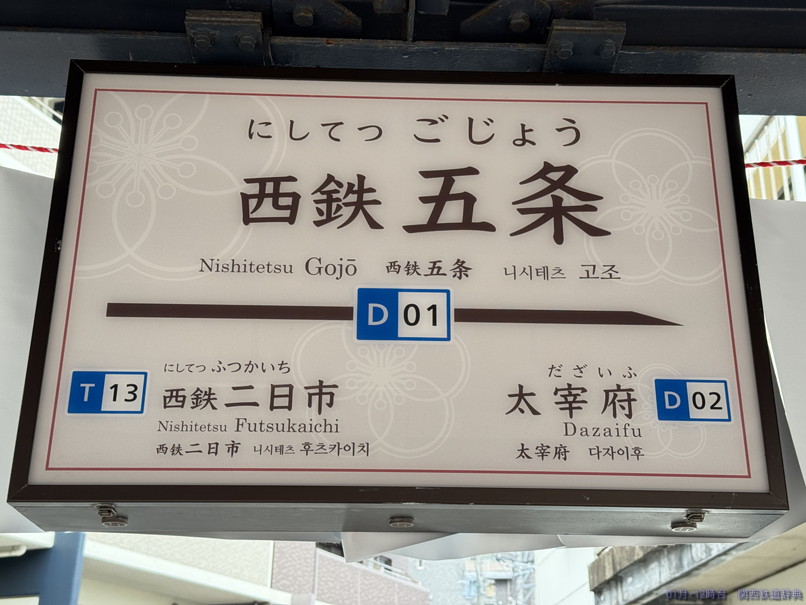 にしてつ ごじょう
西鉄 五条
Nishitetsu Gojō 西铁五条 니시테츠 고조
D 01
T 13
にしてつ ふつかいち
西鉄 二日市
Nishitetsu Futsukaichi
西铁二日市 니시테츠 후츠카이치
だざいふ
太宰府
Dazaifu
太宰府 다자이후
D 02